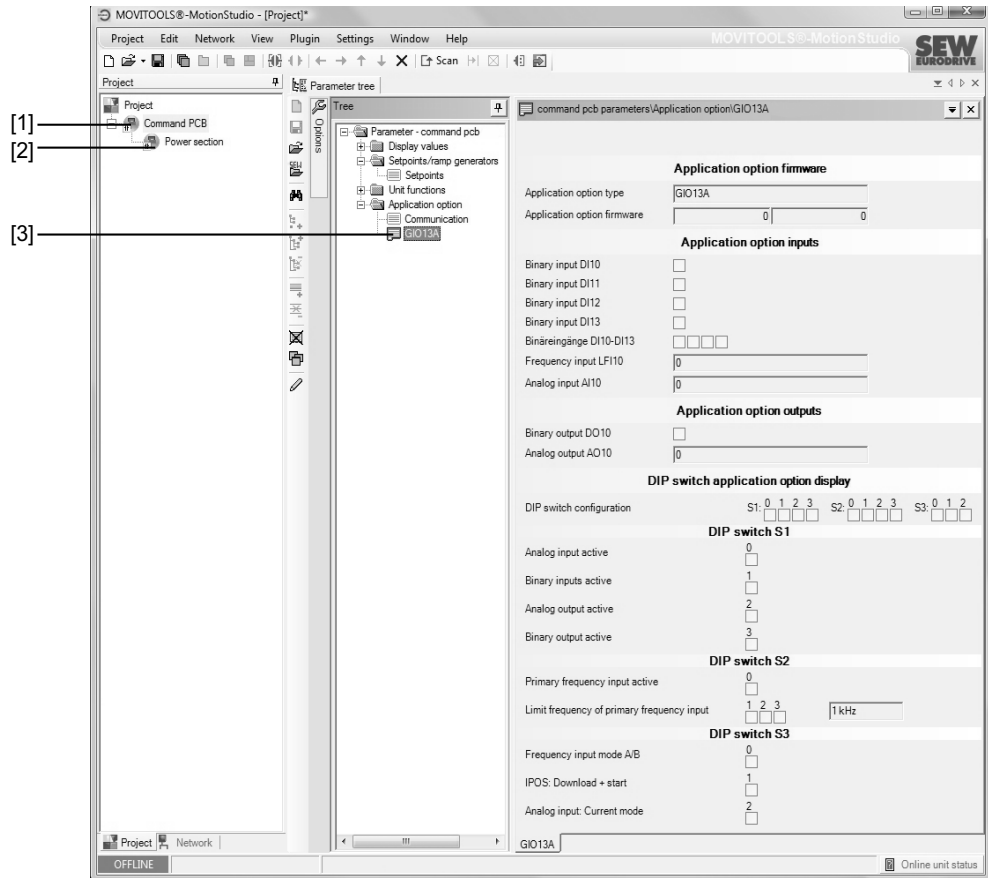 MOVITOOLS®-MotionStudio - [Project]*
Project Edit Network View Plugin Settings Window Help
MOVITOOLS®-MotionStudio
SEW
EURODRIVE
Scan
Project
Parameter tree
[1]
[2]
[3]
Project
Command PCB
Power section
Options
Tree
Parameter - command pcb
Display values
Setpoints/ramp generators
Setpoints
Unit functions
Application option
Communication
GIO13A
command pcb parameters\Application option\GIO13A
Application option firmware
Application option type GIO13A
Application option firmware 0 0
Application option inputs
Binary input DI10
Binary input DI11
Binary input DI12
Binary input DI13
Binäreingänge DI10-DI13
Frequency input LFI10 0
Analog input AI10 0
Application option outputs
Binary output DO10
Analog output AO10 0
DIP switch application option display
DIP switch configuration S1: 0 1 2 3 S2: 0 1 2 3 S3: 0 1 2
DIP switch S1
Analog input active 0
Binary inputs active 1
Analog output active 2
Binary output active 3
DIP switch S2
Primary frequency input active 0
Limit frequency of primary frequency input 1 2 3 1 kHz
DIP switch S3
Frequency input mode A/B 0
IPOS: Download + start 1
Analog input: Current mode 2
Project Network
GIO13A
OFFLINE
Online unit status